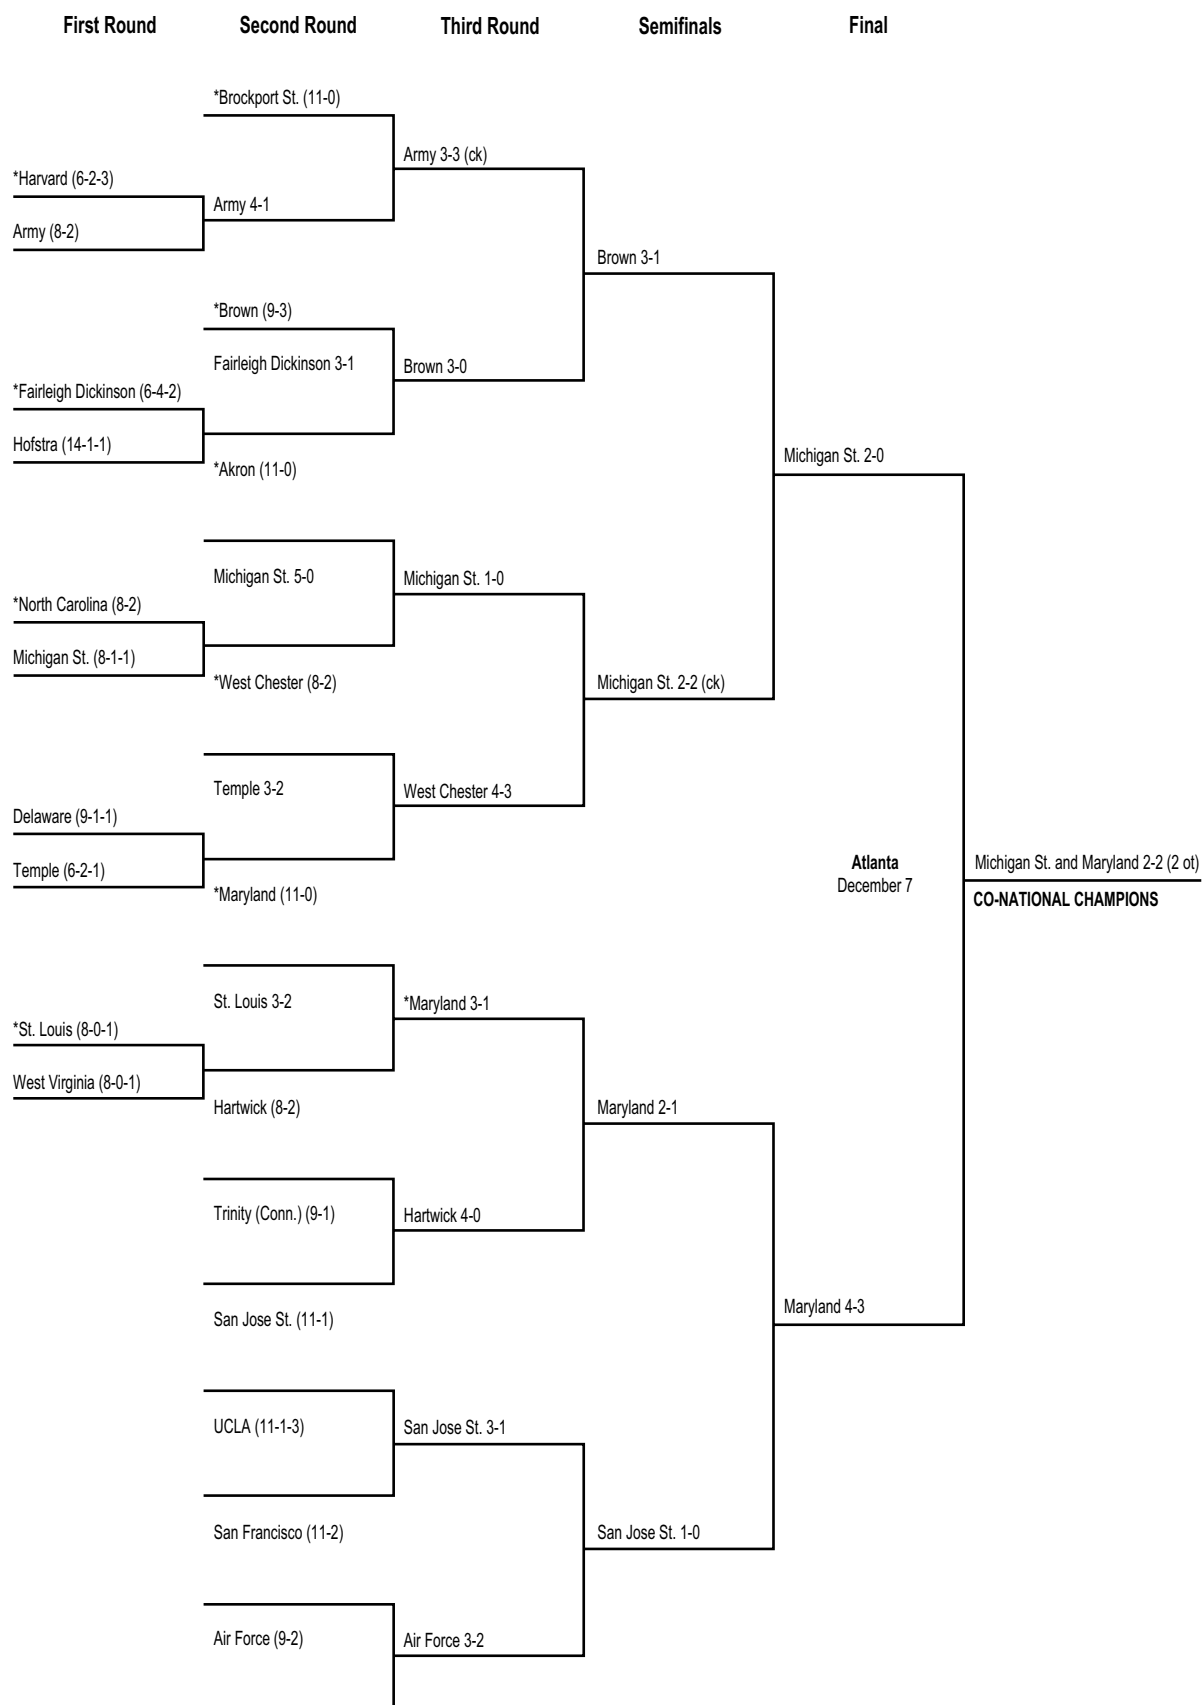 First Round
Second Round
Third Round
Semifinals
Final
*Brockport St. (11-0)
Army 3-3 (ck)
*Harvard (6-2-3)
Army 4-1
Army (8-2)
Brown 3-1
*Brown (9-3)
Fairleigh Dickinson 3-1
Brown 3-0
*Fairleigh Dickinson (6-4-2)
Hofstra (14-1-1)
Michigan St. 2-0
*Akron (11-0)
Michigan St. 5-0
Michigan St. 1-0
*North Carolina (8-2)
Michigan St. (8-1-1)
*West Chester (8-2)
Michigan St. 2-2 (ck)
Temple 3-2
West Chester 4-3
Delaware (9-1-1)
Temple (6-2-1)
Atlanta
December 7
Michigan St. and Maryland 2-2 (2 ot)
CO-NATIONAL CHAMPIONS
*Maryland (11-0)
St. Louis 3-2
*Maryland 3-1
*St. Louis (8-0-1)
West Virginia (8-0-1)
Hartwick (8-2)
Maryland 2-1
Trinity (Conn.) (9-1)
Hartwick 4-0
Maryland 4-3
San Jose St. (11-1)
UCLA (11-1-3)
San Jose St. 3-1
San Francisco (11-2)
San Jose St. 1-0
Air Force (9-2)
Air Force 3-2